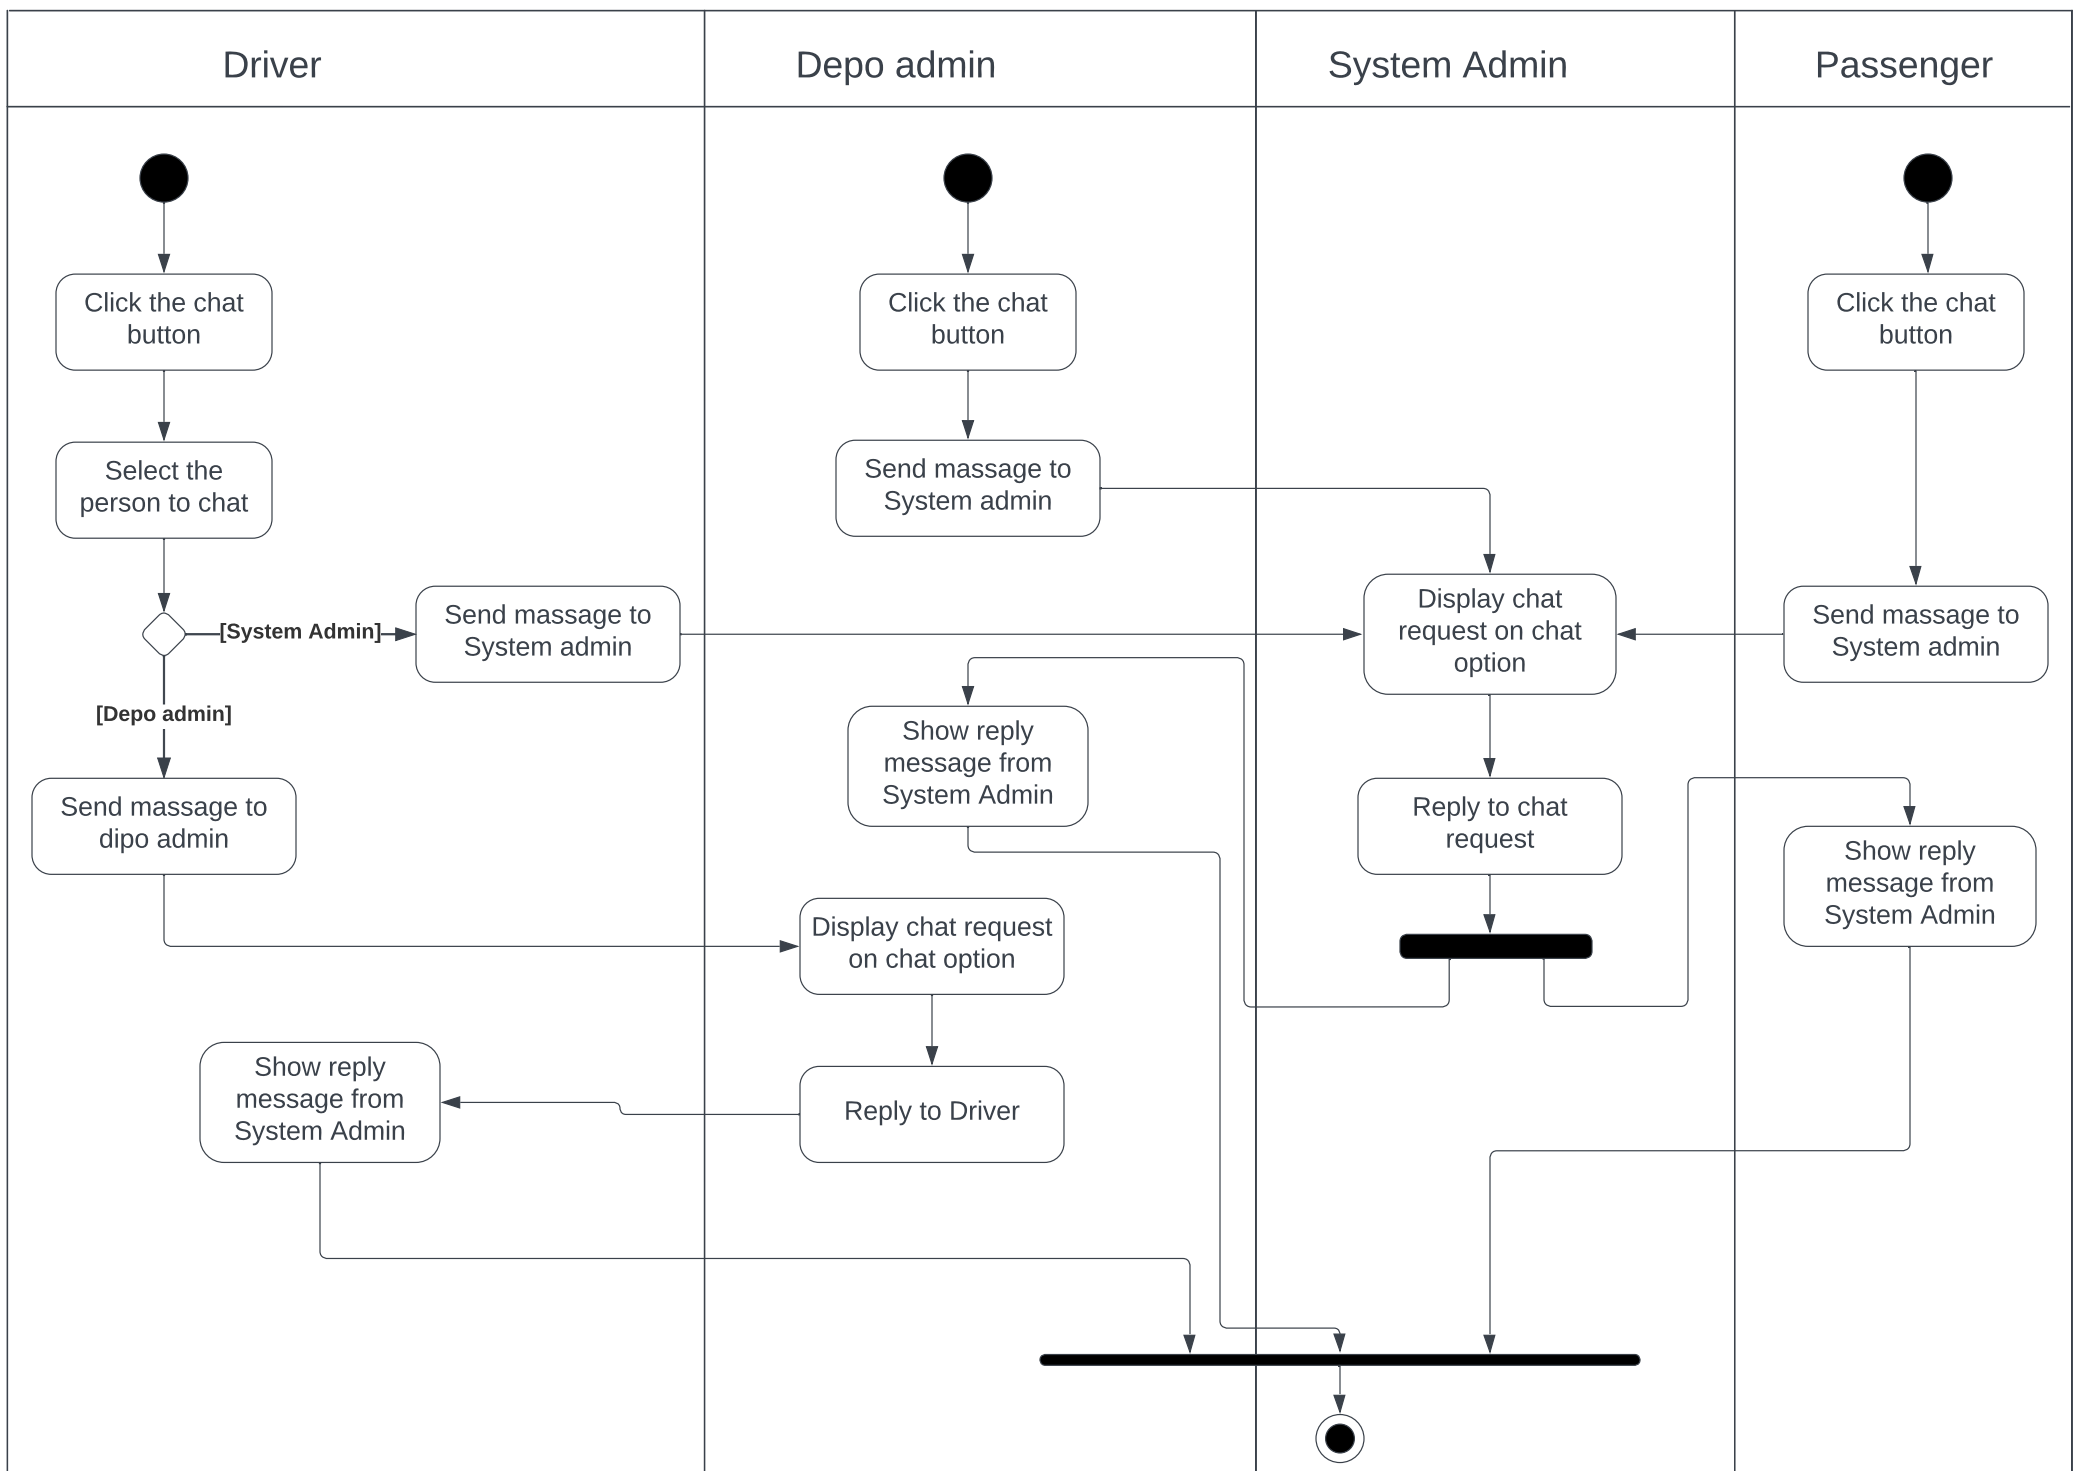 Driver
Depo admin
System Admin
Passenger
Click the chat
button
Click the chat
button
Click the chat
button
Select the
person to chat
Send massage to
System admin
[System Admin]
Send massage to
System admin
Display chat
request on chat
option
Send massage to
System admin
[Depo admin]
Show reply
message from
System Admin
Send massage to
dipo admin
Reply to chat
request
Show reply
message from
System Admin
Display chat request
on chat option
Show reply
message from
System Admin
Reply to Driver